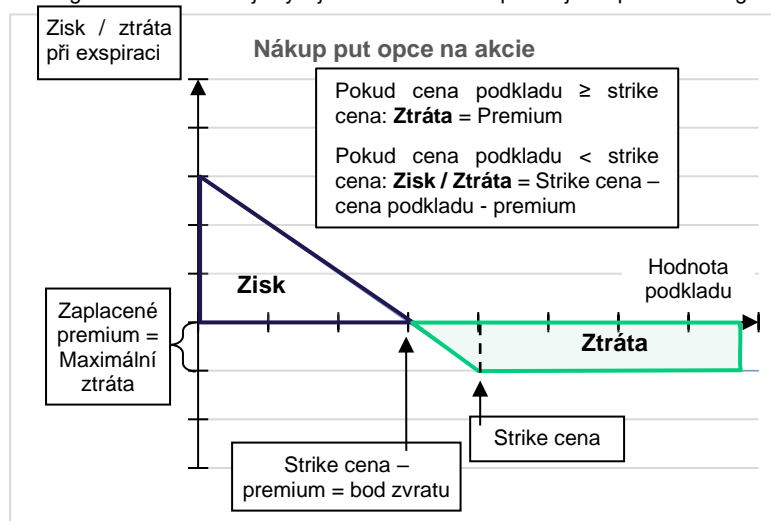 Zisk / ztráta
při exspiraci
Nákup put opce na akcie
Pokud cena podkladu ≥ strike
cena: Ztráta = Premium
Pokud cena podkladu < strike
cena: Zisk / Ztráta = Strike cena –
cena podkladu - premium
Zisk
Hodnota
podkladu
Zaplacené
premium =
Maximální
ztráta
Ztráta
Strike cena
Strike cena –
premium = bod zvratu